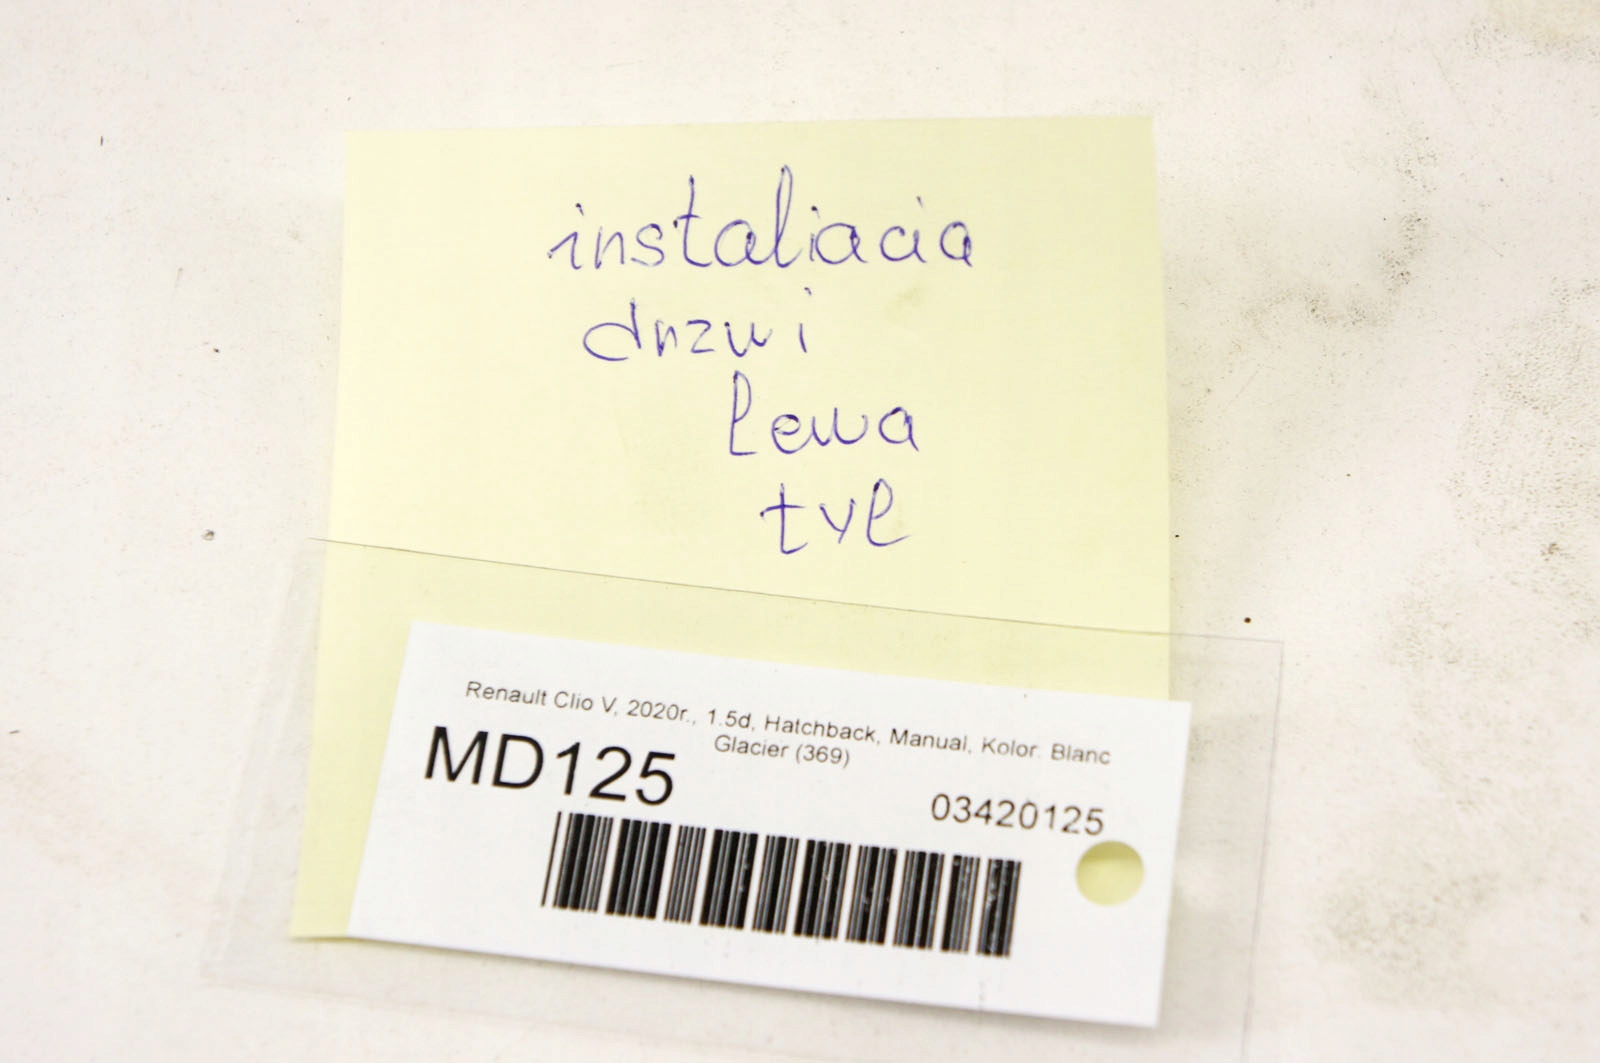 instaliacia
drzwi
lewa
tyl
Renault Clio V, 2020r., 1.5d, Hatchback, Manual, Kolor: Blanc
Glacier (369)
MD125
03420125